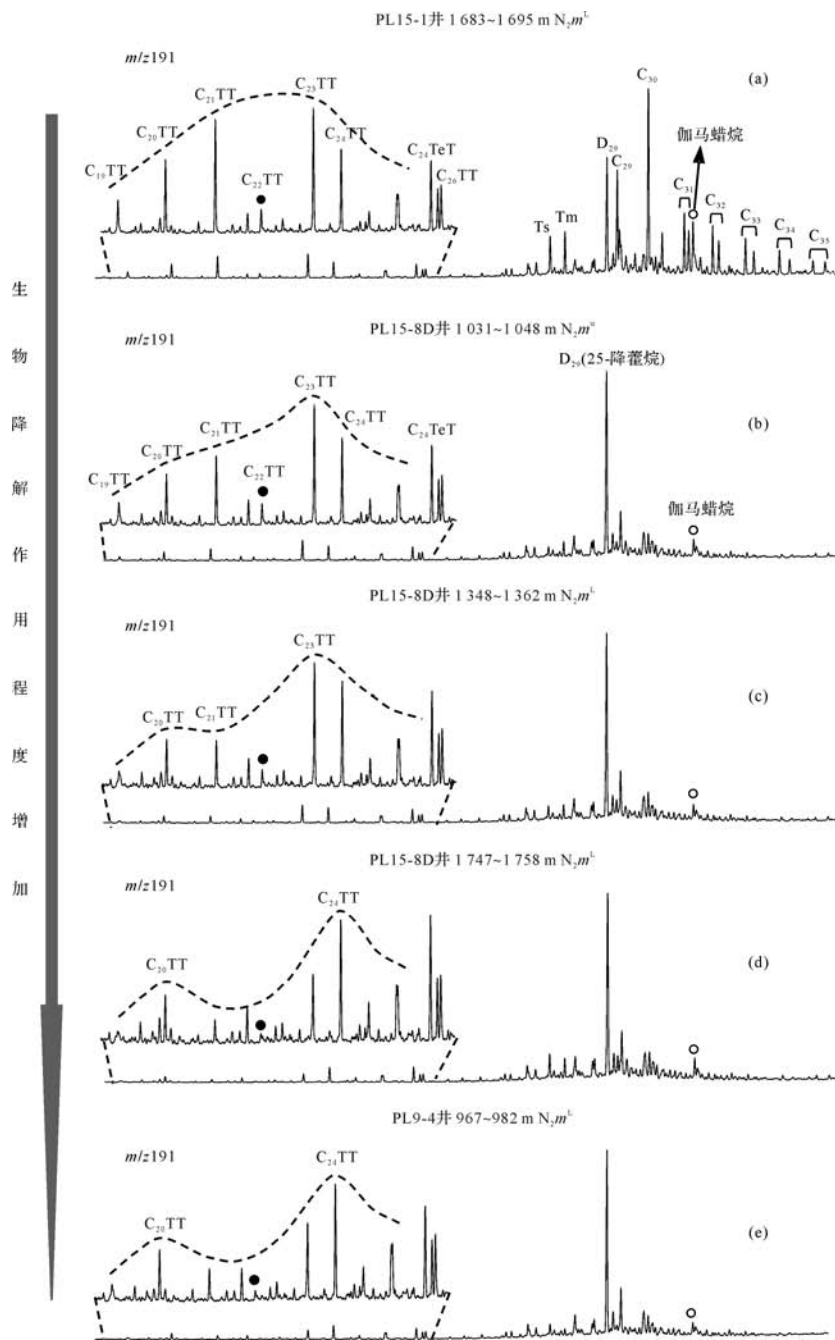 PL15-1井 1 683~1 695 m N₂mᴸ
m/z191
(a)
C₁₉TT
C₂₀TT
C₂₁TT
C₂₂TT
C₂₃TT
C₂₄TT
C₂₄TeT
C₂₆TT
Ts
Tm
D₂₉
C₂₉
C₃₀
伽马蜡烷
C₃₁
C₃₂
C₃₃
C₃₄
C₃₅
生物降解作用程度增加
PL15-8D井 1 031~1 048 m N₂mᵘ
m/z191
(b)
C₁₉TT
C₂₀TT
C₂₁TT
C₂₂TT
C₂₃TT
C₂₄TT
C₂₄TeT
D₂₉(25-降藿烷)
伽马蜡烷
PL15-8D井 1 348~1 362 m N₂mᴸ
m/z191
(c)
C₂₀TT
C₂₁TT
C₂₃TT
PL15-8D井 1 747~1 758 m N₂mᴸ
m/z191
(d)
C₂₀TT
C₂₄TT
PL9-4井 967~982 m N₂mᴸ
m/z191
(e)
C₂₀TT
C₂₄TT